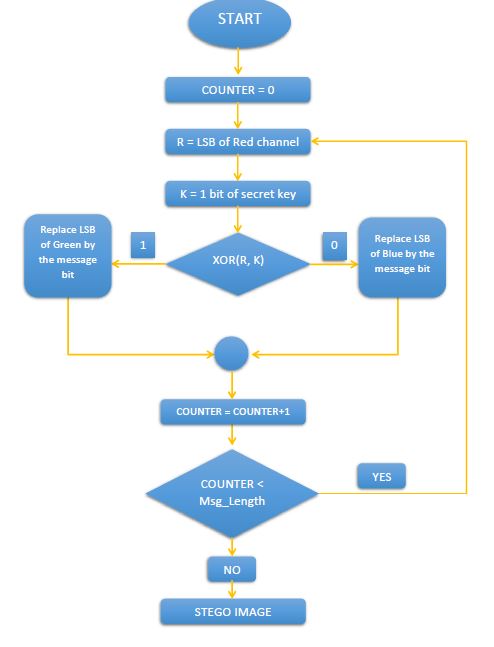 START
COUNTER = 0
R = LSB of Red channel
K = 1 bit of secret key
Replace LSB
of Green by
the message
bit
1
XOR(R, K)
0
Replace LSB
of Blue by the
message bit
COUNTER = COUNTER+1
COUNTER <
Msg_Length
YES
NO
STEGO IMAGE